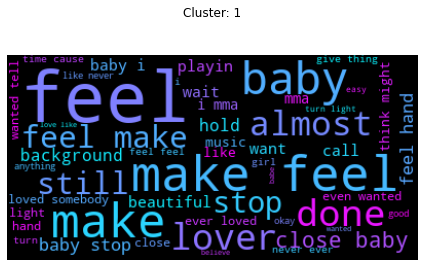 Cluster: 1
time cause
baby i
playin
give thing
like never
wait
i
easy
wanted tell
feel
baby
i mma
mma
think might
turn light
love like
hold
almost
feel make
music
feel hand
anything
feel feel
want
call
background
like
girl
make
feel
still
babe
loved somebody
beautiful
stop
even wanted
done
light
make
ever loved
okay
good
hand
lover
wanted
close baby
turn
baby stop
close
never ever
believe